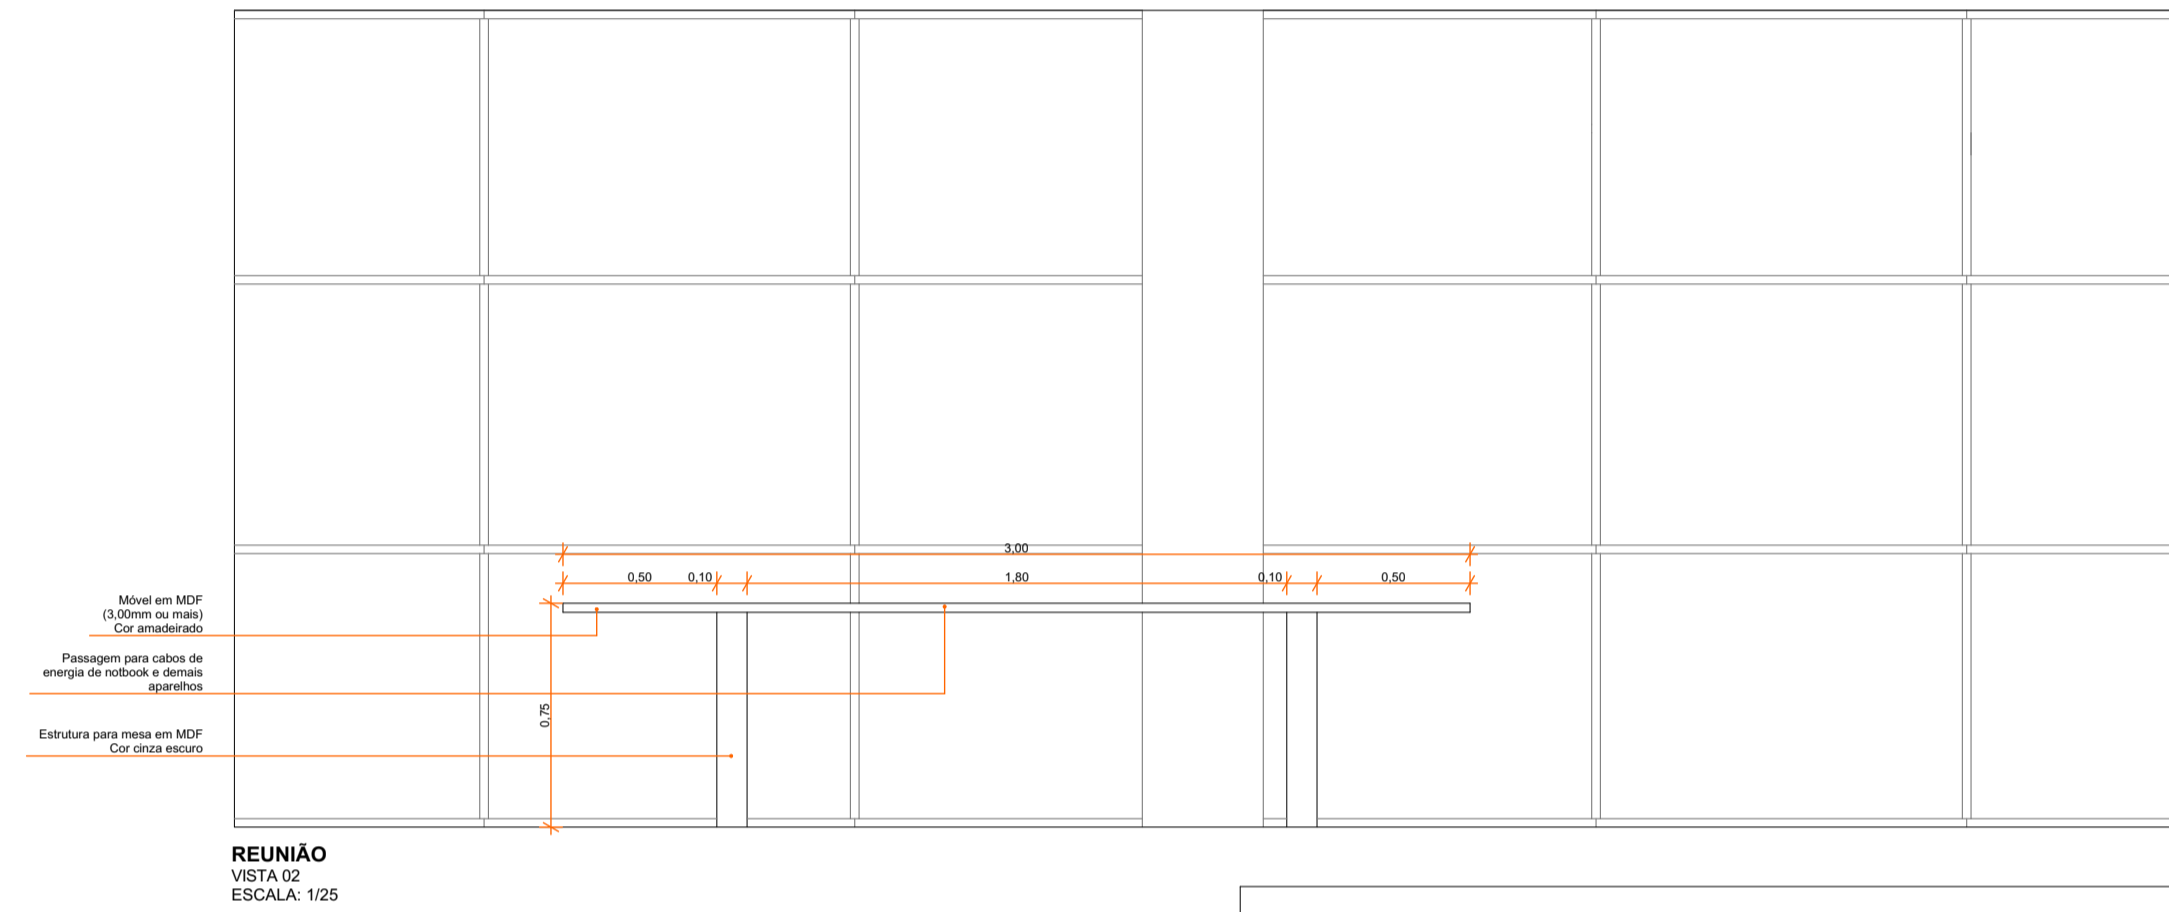 3,00
0,50
0,10
1,80
0,10
0,50
Móvel em MDF
(3,00mm ou mais)
Cor amadeirado
Passagem para cabos de
energia de notbook e demais
aparelhos
0,75
Estrutura para mesa em MDF
Cor cinza escuro
REUNIÃO
VISTA 02
ESCALA: 1/25